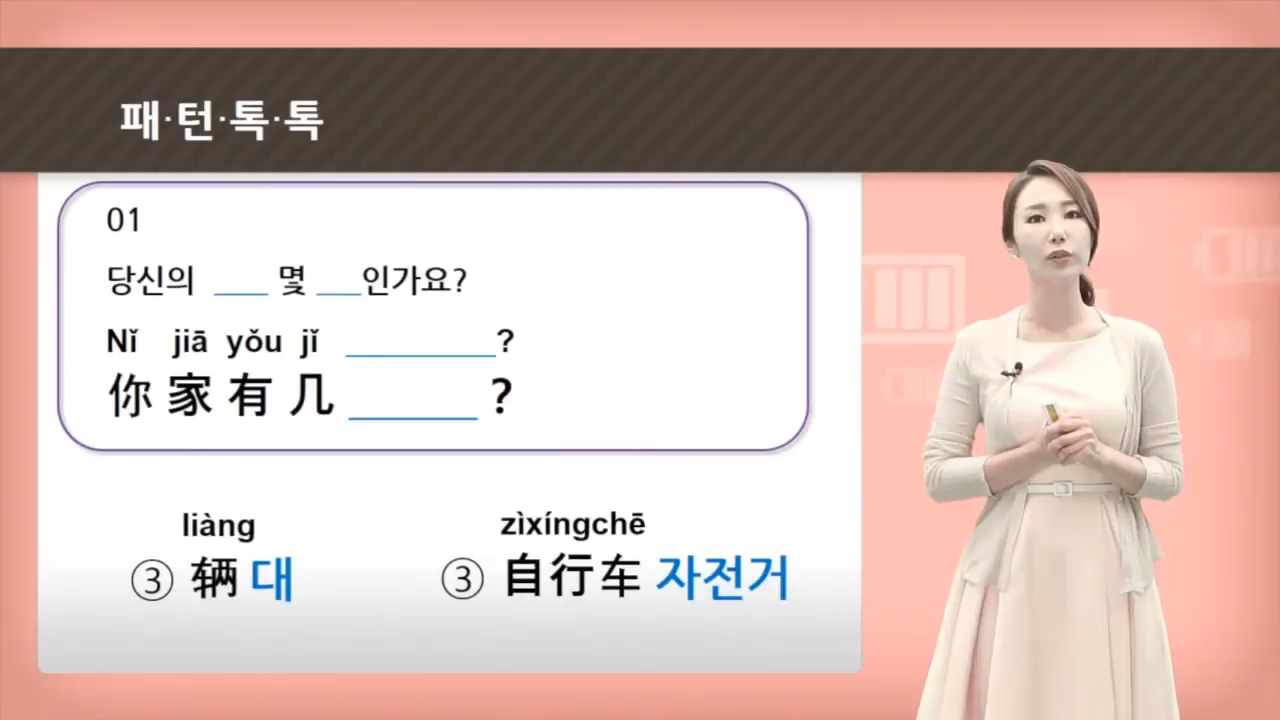 패·턴·톡·톡
01
당신의 ___ 몇 ___인가요?
Nǐ jiā yǒu jǐ ________?
你 家 有 几 ______ ?
liàng
③ 辆 대
zìxíngchē
③ 自行车 자전거